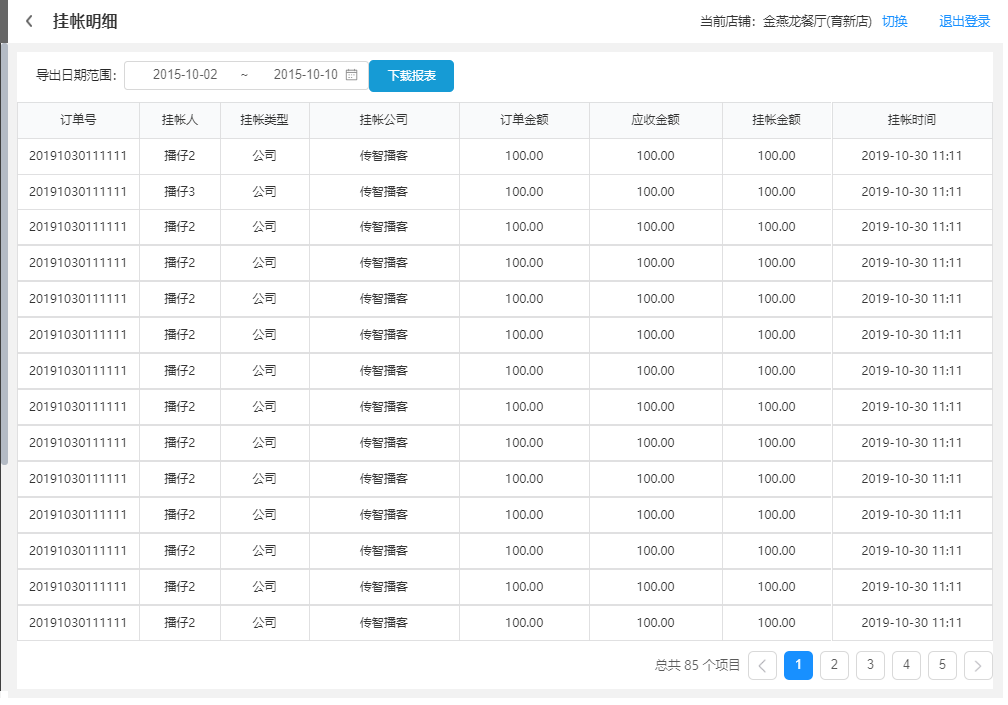 挂帐明细 当前店铺：金燕龙餐厅(育新店) 切换 退出登录
导出日期范围： 2015-10-02 ~ 2015-10-10 下载报表
订单号 挂帐人 挂帐类型 挂帐公司 订单金额 应收金额 挂帐金额 挂帐时间
20191030111111 播仔2 公司 传智播客 100.00 100.00 100.00 2019-10-30 11:11
20191030111111 播仔3 公司 传智播客 100.00 100.00 100.00 2019-10-30 11:11
20191030111111 播仔2 公司 传智播客 100.00 100.00 100.00 2019-10-30 11:11
20191030111111 播仔2 公司 传智播客 100.00 100.00 100.00 2019-10-30 11:11
20191030111111 播仔2 公司 传智播客 100.00 100.00 100.00 2019-10-30 11:11
20191030111111 播仔2 公司 传智播客 100.00 100.00 100.00 2019-10-30 11:11
20191030111111 播仔2 公司 传智播客 100.00 100.00 100.00 2019-10-30 11:11
20191030111111 播仔2 公司 传智播客 100.00 100.00 100.00 2019-10-30 11:11
20191030111111 播仔2 公司 传智播客 100.00 100.00 100.00 2019-10-30 11:11
20191030111111 播仔2 公司 传智播客 100.00 100.00 100.00 2019-10-30 11:11
20191030111111 播仔2 公司 传智播客 100.00 100.00 100.00 2019-10-30 11:11
20191030111111 播仔2 公司 传智播客 100.00 100.00 100.00 2019-10-30 11:11
20191030111111 播仔2 公司 传智播客 100.00 100.00 100.00 2019-10-30 11:11
20191030111111 播仔2 公司 传智播客 100.00 100.00 100.00 2019-10-30 11:11
总共 85 个项目 1 2 3 4 5